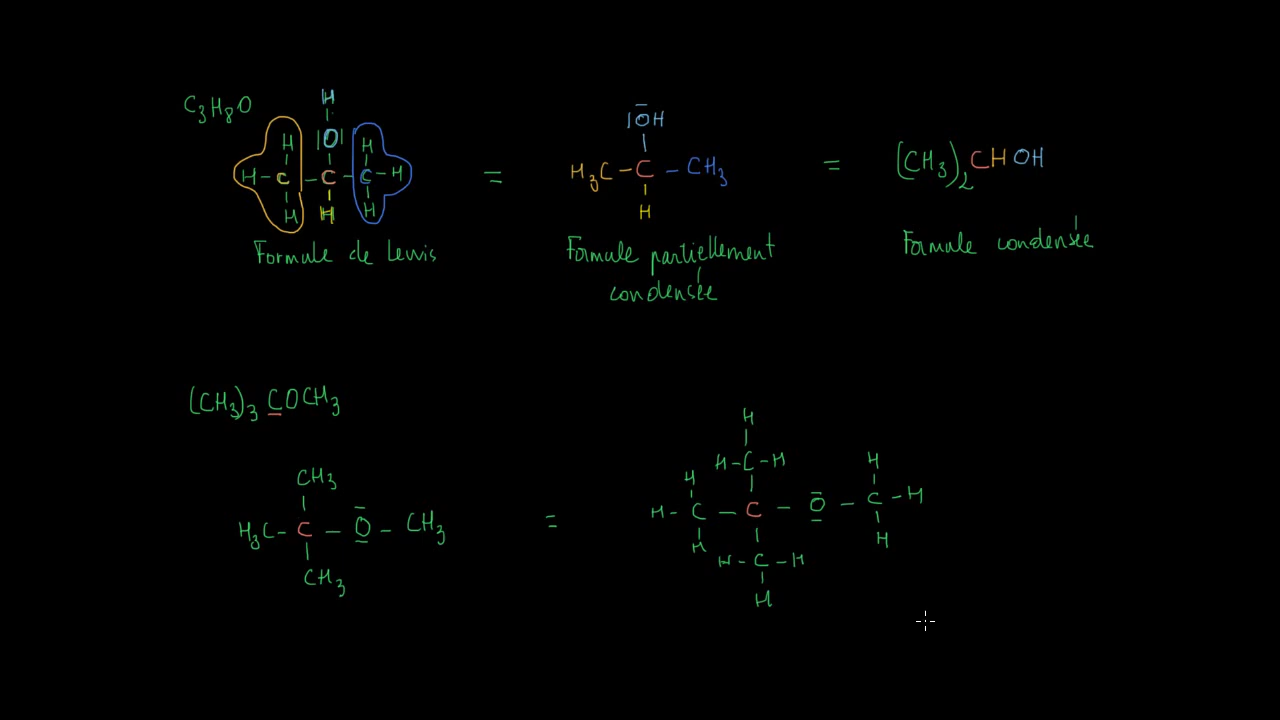 C₃H₈O
H
|O|
H H
H – C – C – C – H
H H H
Formule de Lewis
=
|O̅H
H₃C – C – CH₃
H
Formule partiellement
condensée
=
(CH₃)₂CHOH
Formule condensée
(CH₃)₃COCH₃
CH₃
H₃C – C – O – CH₃
CH₃
=
H
H – C – H
H H
H – C – C – O – C – H
H H
H – C – H
H